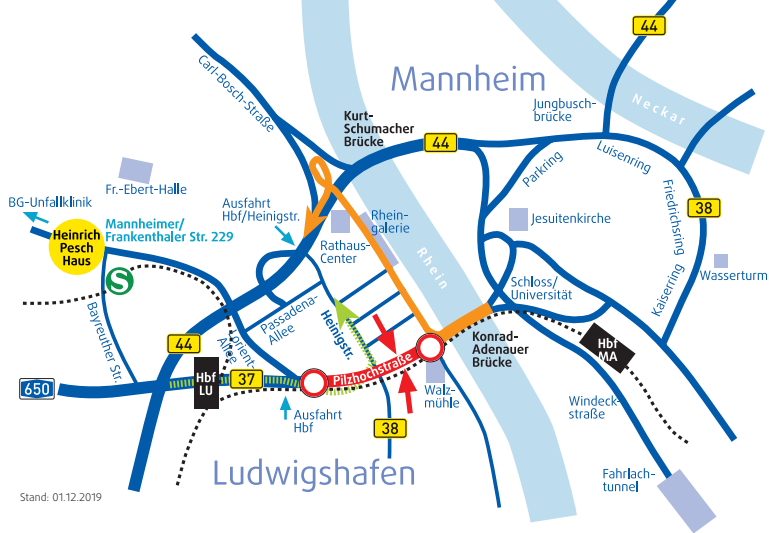 44
Mannheim
Neckar
Carl-Bosch-Straße
Kurt-
Schumacher
Brücke
44
Jungbusch-
brücke
Luisenring
Parkring
Friedrichsring
38
Fr.-Ebert-Halle
BG-Unfallklinik
Ausfahrt
Hbf/Heinigstr.
Mannheimer/
Frankenthaler Str. 229
Heinrich
Pesch
Haus
Rathaus-
Center
Rhein-
galerie
Rhein
Jesuitenkirche
Wasserturm
Schloss/
Universität
Kaiserring
S
Bayreuther Str.
Passadena-
Allee
Heinigstr.
Lorient-
Allee
44
Konrad-
Adenauer
Brücke
Hbf
MA
Pilzhochstraße
650
Hbf
LU
37
Walz-
mühle
Ausfahrt
Hbf
38
Windeck-
straße
Ludwigshafen
Fahrlach-
tunnel
Stand: 01.12.2019